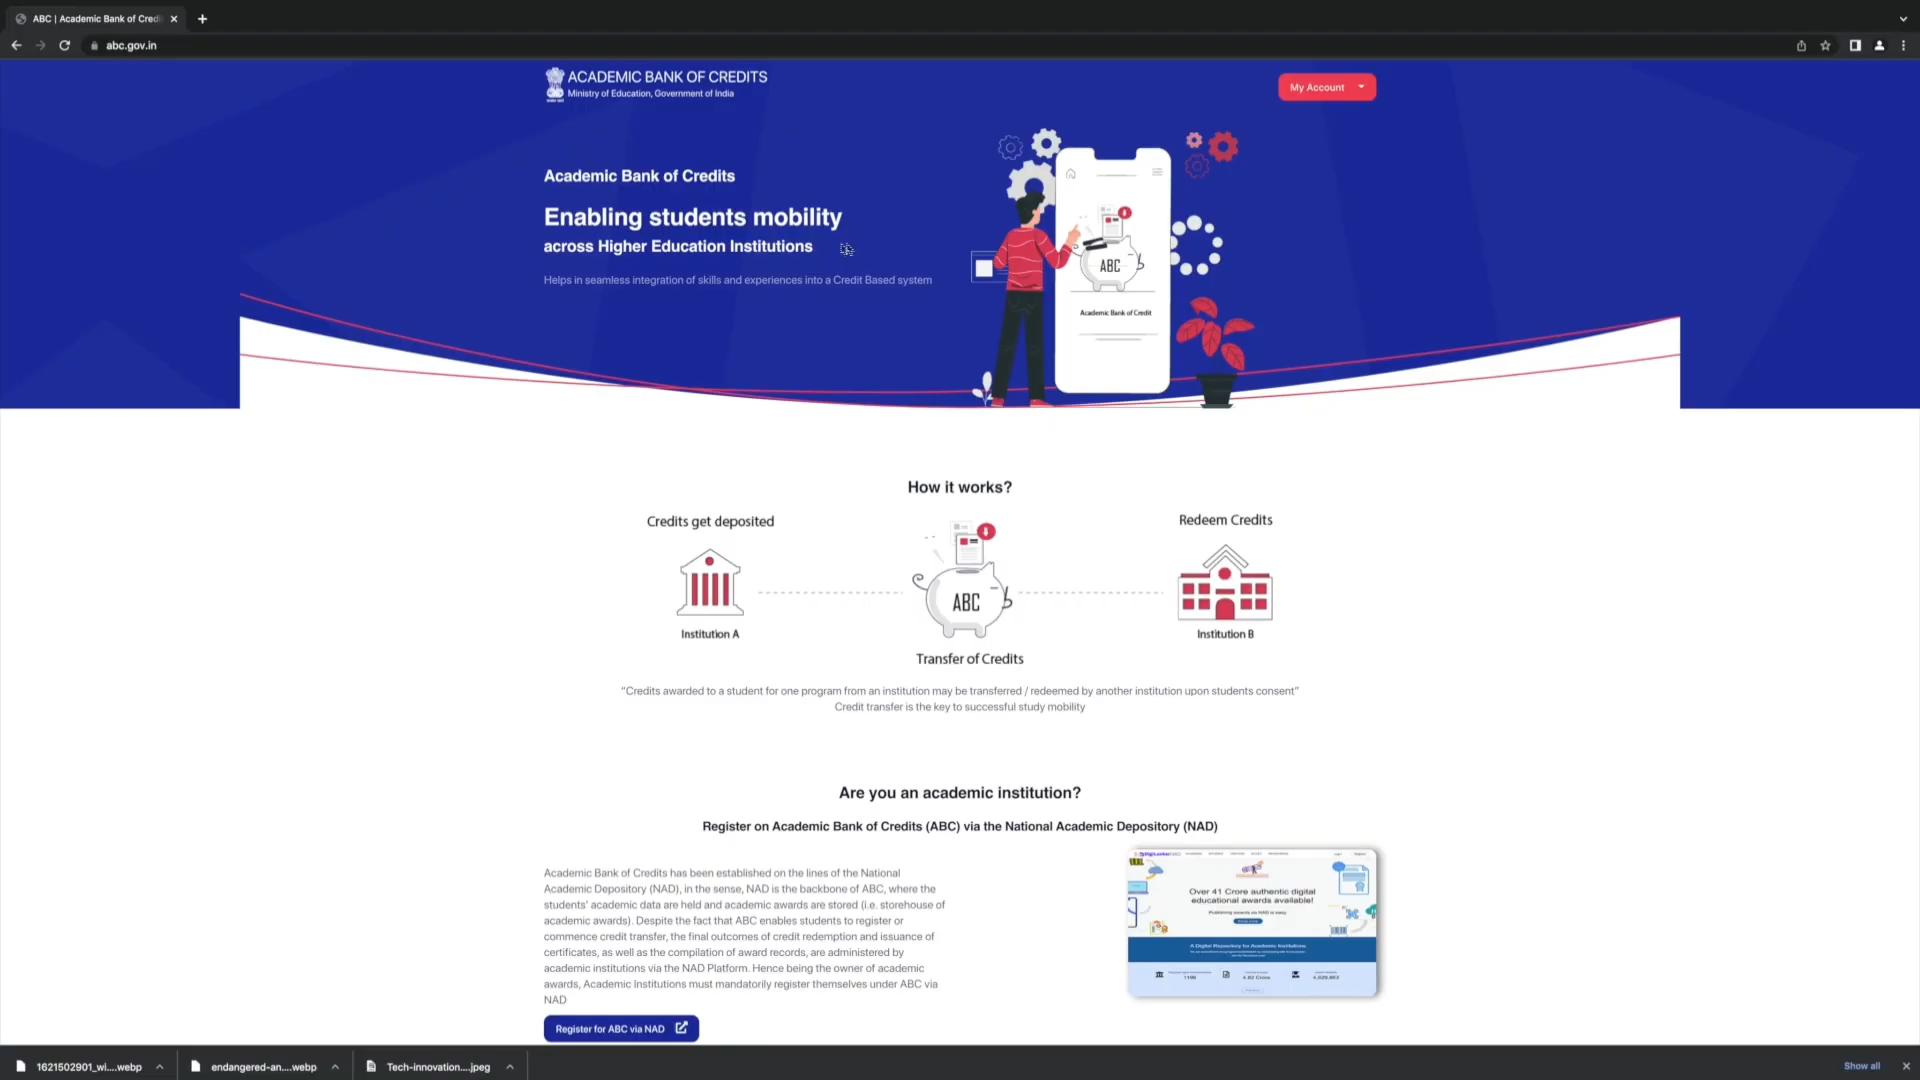 ABC | Academic Bank of Credi
abc.gov.in
ACADEMIC BANK OF CREDITS
Ministry of Education, Government of India
My Account
Academic Bank of Credits
Enabling students mobility
across Higher Education Institutions
Helps in seamless integration of skills and experiences into a Credit Based system
ABC
Academic Bank of Credit
How it works?
Credits get deposited
Redeem Credits
ABC
Institution A
Institution B
Transfer of Credits
“Credits awarded to a student for one program from an institution may be transferred / redeemed by another institution upon students consent”
Credit transfer is the key to successful study mobility
Are you an academic institution?
Register on Academic Bank of Credits (ABC) via the National Academic Depository (NAD)
Academic Bank of Credits has been established on the lines of the National
Academic Depository (NAD), in the sense, NAD is the backbone of ABC, where the
students' academic data are held and academic awards are stored (i.e. storehouse of
academic awards). Despite the fact that ABC enables students to register or
commence credit transfer, the final outcomes of credit redemption and issuance of
certificates, as well as the compilation of award records, are administered by
academic institutions via the NAD Platform. Hence being the owner of academic
awards, Academic Institutions must mandatorily register themselves under ABC via
NAD
Over 41 Crore authentic digital
educational awards available!
Publishing awards via NAD is easy
A Digital Repository for Academic Institutions
Register for ABC via NAD
1621502901_wi....webp
endangered-an....webp
Tech-innovation....jpeg
Show all